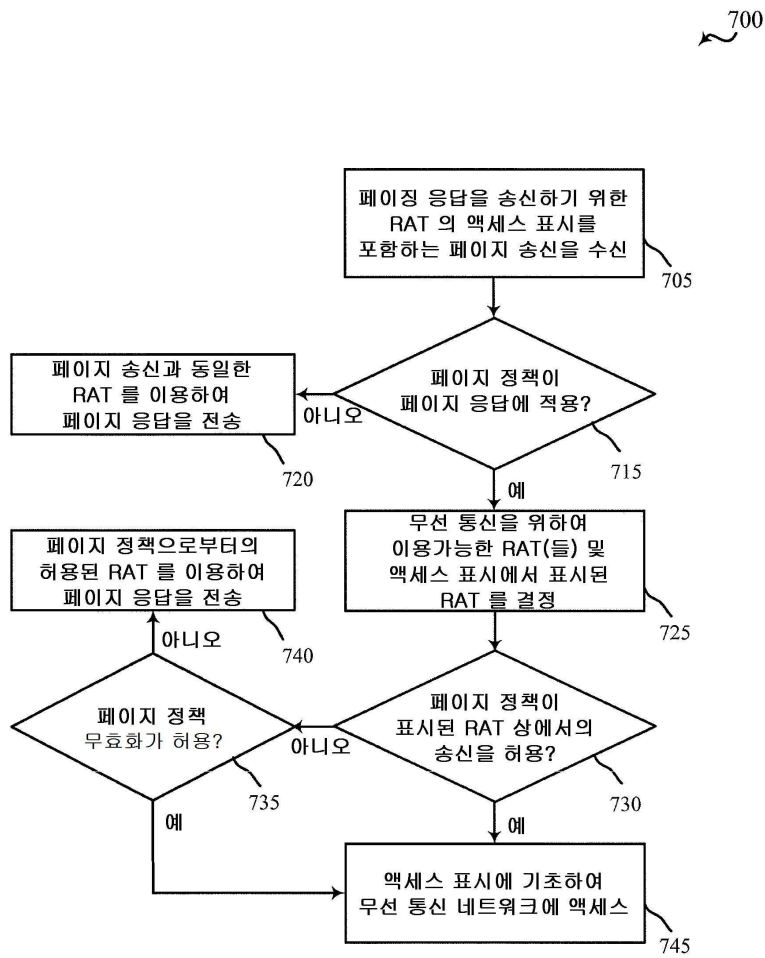 700
페이징 응답을 송신하기 위한
RAT 의 액세스 표시를
포함하는 페이지 송신을 수신
705
페이지 정책이
페이지 응답에 적용?
715
아니오
페이지 송신과 동일한
RAT 를 이용하여
페이지 응답을 전송
720
예
무선 통신을 위하여
이용가능한 RAT(들) 및
액세스 표시에서 표시된
RAT 를 결정
725
페이지 정책으로부터의
허용된 RAT 를 이용하여
페이지 응답을 전송
740
아니오
페이지 정책이
표시된 RAT 상에서의
송신을 허용?
730
아니오
페이지 정책
무효화가 허용?
735
예
예
액세스 표시에 기초하여
무선 통신 네트워크에 액세스
745